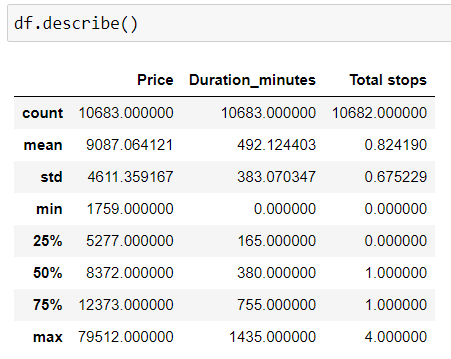 df.describe()
Price Duration_minutes Total stops
count 10683.000000 10683.000000 10682.000000
mean 9087.064121 492.124403 0.824190
std 4611.359167 383.070347 0.675229
min 1759.000000 0.000000 0.000000
25% 5277.000000 165.000000 0.000000
50% 8372.000000 380.000000 1.000000
75% 12373.000000 755.000000 1.000000
max 79512.000000 1435.000000 4.000000